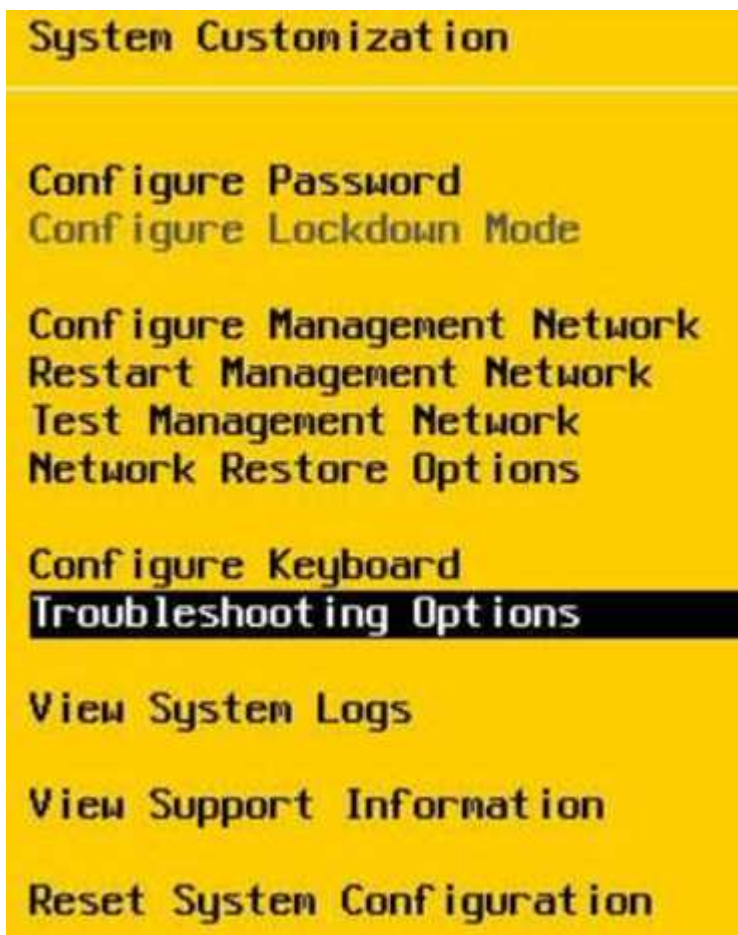 System Customization
Configure Password
Configure Lockdown Mode
Configure Management Network
Restart Management Network
Test Management Network
Network Restore Options
Configure Keyboard
Troubleshooting Options
View System Logs
View Support Information
Reset System Configuration